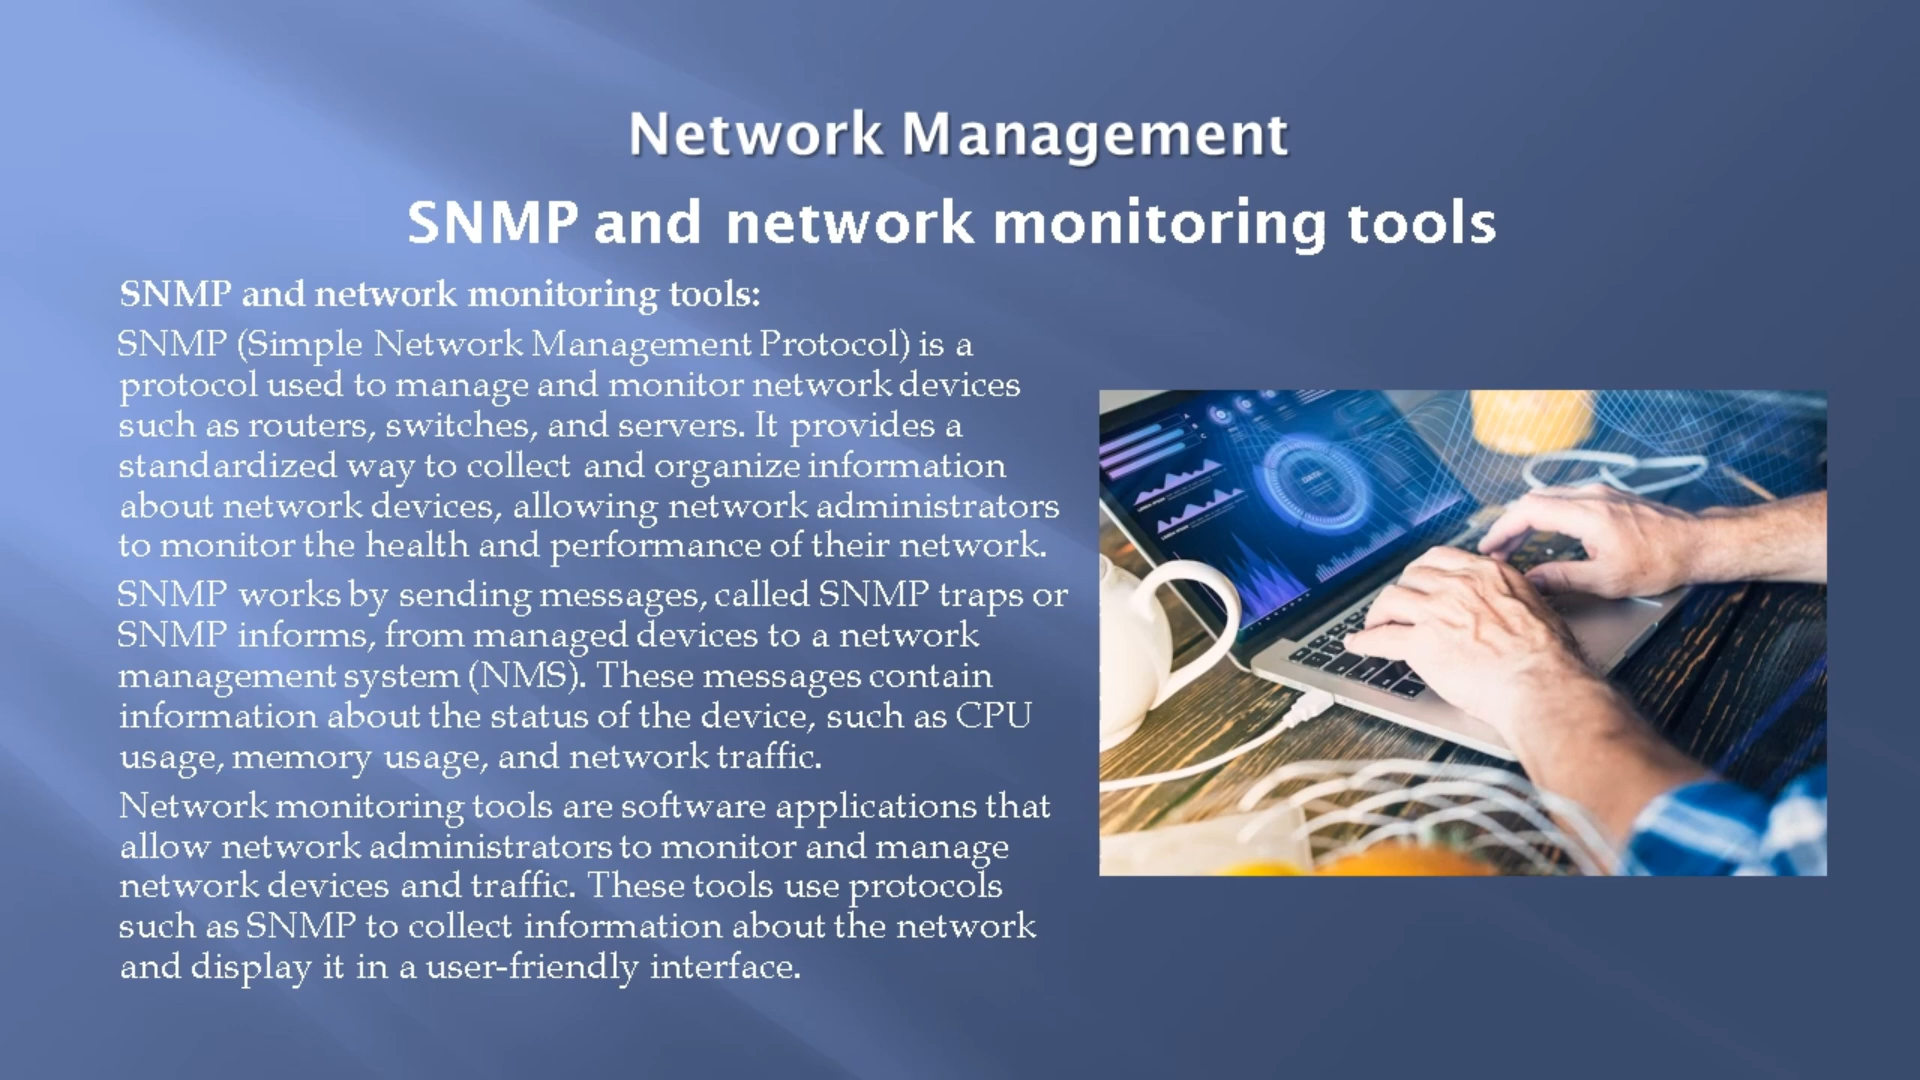 Network Management
SNMP and network monitoring tools
SNMP and network monitoring tools:
SNMP (Simple Network Management Protocol) is a
protocol used to manage and monitor network devices
such as routers, switches, and servers. It provides a
standardized way to collect and organize information
about network devices, allowing network administrators
to monitor the health and performance of their network.
SNMP works by sending messages, called SNMP traps or
SNMP informs, from managed devices to a network
management system (NMS). These messages contain
information about the status of the device, such as CPU
usage, memory usage, and network traffic.
Network monitoring tools are software applications that
allow network administrators to monitor and manage
network devices and traffic. These tools use protocols
such as SNMP to collect information about the network
and display it in a user-friendly interface.